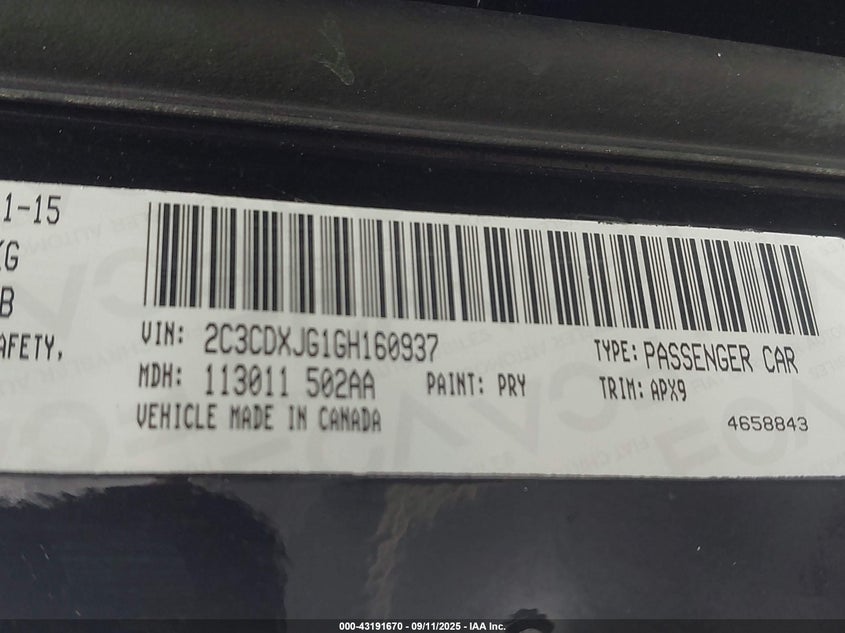 1-15
KG
B
AFETY,
VIN: 2C3CDXJG1GH160937
TYPE: PASSENGER CAR
MDH: 113011 502AA
PAINT: PRY
TRIM: APX9
VEHICLE MADE IN CANADA
4658843
000-43191670 - 09/11/2025 - IAA Inc.